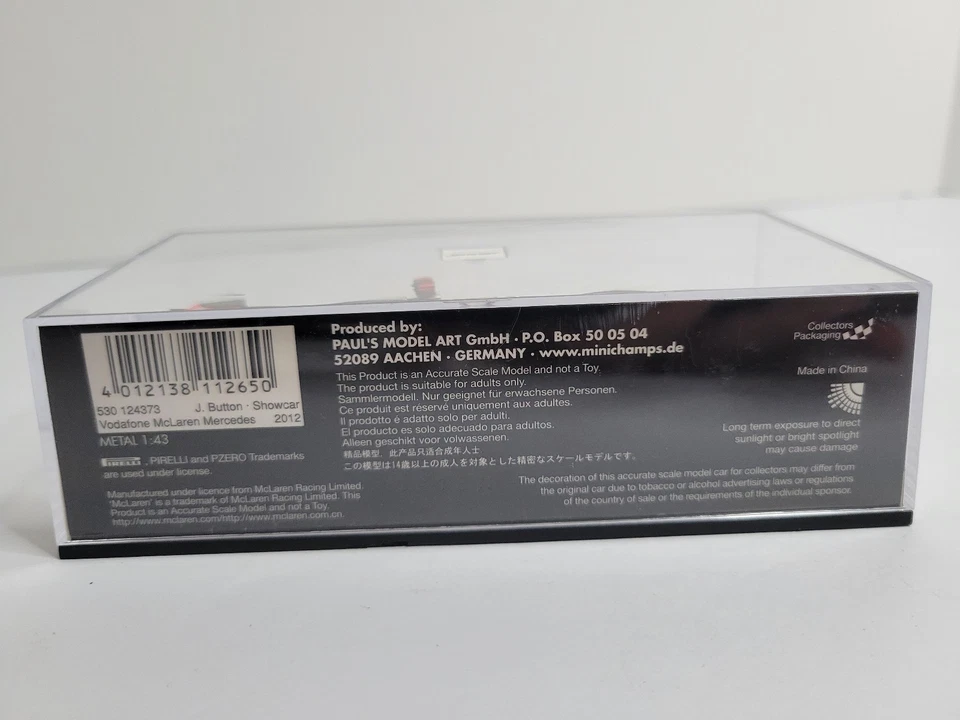 4 012138 112650
530 124373 J. Button · Showcar
Vodafone McLaren Mercedes 2012
METAL 1:43
PIRELLI, PIRELLI and PZERO Trademarks
are used under license.
Manufactured under licence from McLaren Racing Limited.
'McLaren' is a trademark of McLaren Racing Limited. This
Product is an Accurate Scale Model and not a Toy.
http://www.mclaren.com/http://www.mclaren.com.cn.
Produced by:
PAUL'S MODEL ART GmbH · P.O. Box 50 05 04
52089 AACHEN · GERMANY · www.minichamps.de
This Product is an Accurate Scale Model and not a Toy.
The product is suitable for adults only.
Sammlermodell. Nur geeignet für erwachsene Personen.
Ce produit est réservé uniquement aux adultes.
Il prodotto é adatto solo per adulti.
El producto es solo adecuado para adultos.
Alleen geschikt voor volwassenen.
精品模型，此产品只适合成年人士
この模型は14歳以上の成人を対象とした精密なスケールモデルです。
Collectors
Packaging
Made in China
Long term exposure to direct
sunlight or bright spotlight
may cause damage
The decoration of this accurate scale model car for collectors may differ from
the original car due to tobacco or alcohol advertising laws or regulations
of the country of sale or the requirements of the individual sponsor.